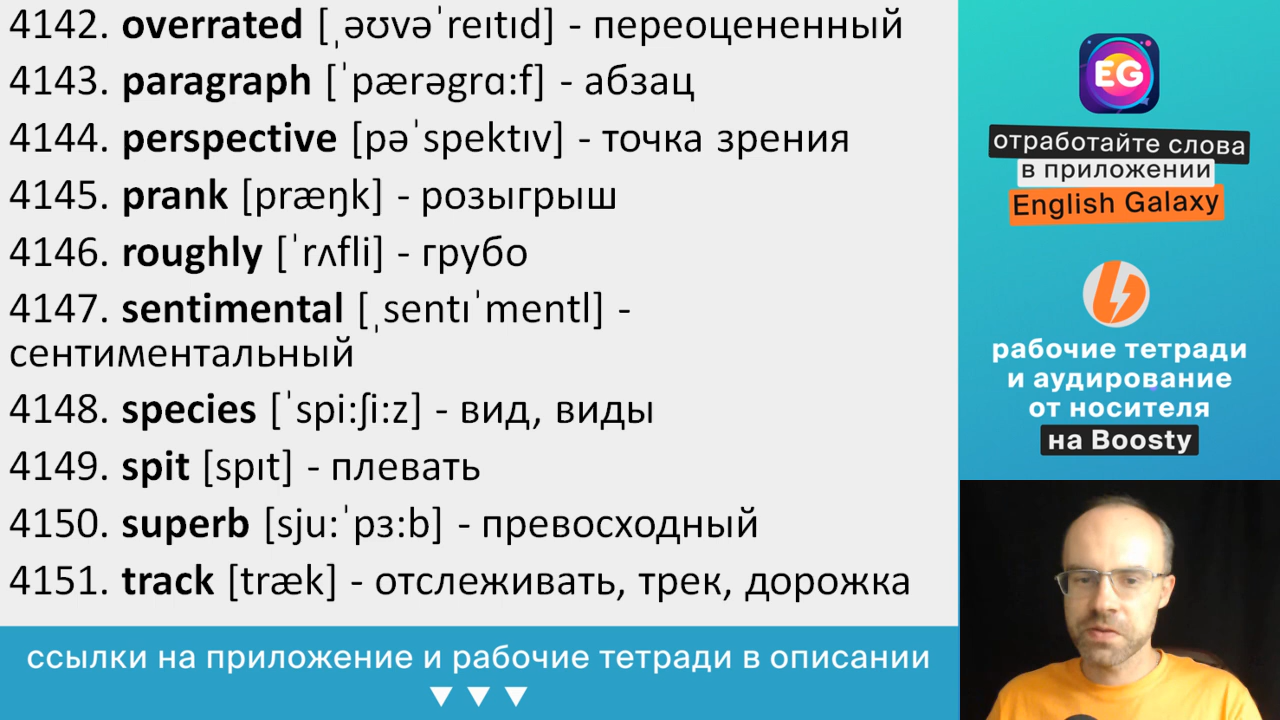 4142. overrated [ˌəʊvəˈreɪtɪd] - переоцененный
4143. paragraph [ˈpærəgrɑ:f] - абзац
4144. perspective [pəˈspektɪv] - точка зрения
4145. prank [præŋk] - розыгрыш
4146. roughly [ˈrʌfli] - грубо
4147. sentimental [ˌsentɪˈmentl] -
сентиментальный
4148. species [ˈspi:ʃi:z] - вид, виды
4149. spit [spɪt] - плевать
4150. superb [sju:ˈpɜ:b] - превосходный
4151. track [træk] - отслеживать, трек, дорожка
ссылки на приложение и рабочие тетради в описании
EG
отработайте слова
в приложении
English Galaxy
рабочие тетради
и аудирование
от носителя
на Boosty